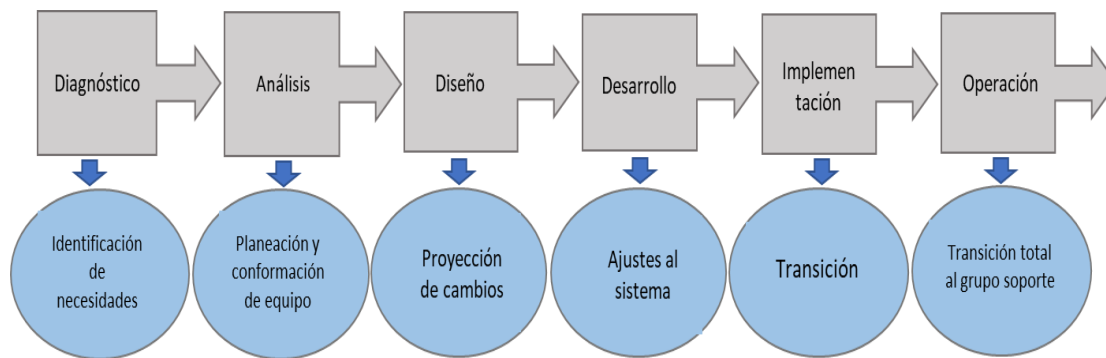 Diagnóstico
Análisis
Diseño
Desarrollo
Implemen
tación
Operación
Identificación
de
necesidades
Planeación y
conformación
de equipo
Proyección
de cambios
Ajustes al
sistema
Transición
Transición total
al grupo soporte